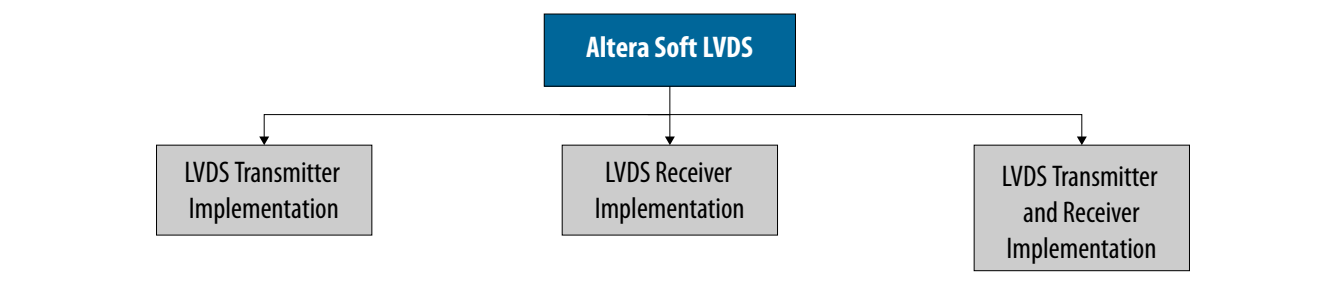 Altera Soft LVDS
LVDS Transmitter
Implementation
LVDS Receiver
Implementation
LVDS Transmitter
and Receiver
Implementation